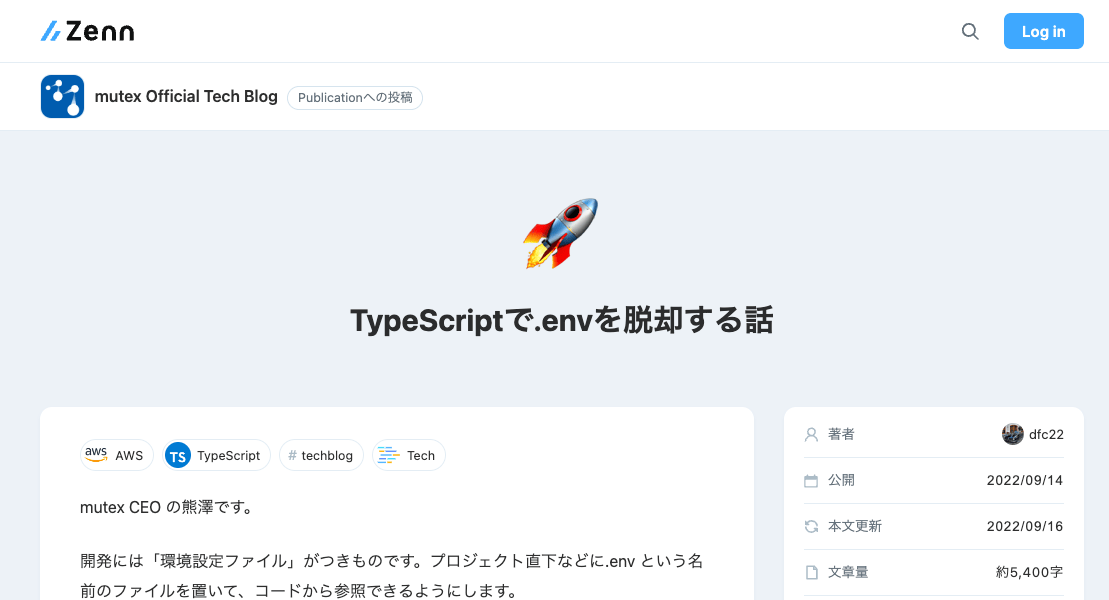 Zenn
Log in
mutex Official Tech Blog
Publicationへの投稿
TypeScriptで.envを脱却する話
aws AWS
TS TypeScript
# techblog
Tech
mutex CEO の熊澤です。
開発には「環境設定ファイル」がつきものです。プロジェクト直下などに.env という名
前のファイルを置いて、コードから参照できるようにします。
著者 dfc22
公開 2022/09/14
本文更新 2022/09/16
文章量 約5,400字